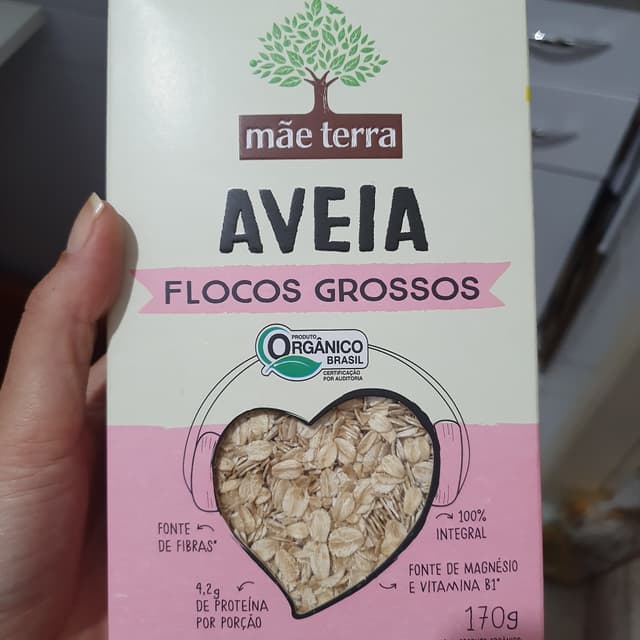 mãe terra
AVEIA
FLOCOS GROSSOS
PRODUTO
ORGÂNICO
BRASIL
CERTIFICAÇÃO
POR AUDITORIA
FONTE
DE FIBRAS*
100%
INTEGRAL
4,2g
DE PROTEÍNA
POR PORÇÃO
FONTE DE MAGNÉSIO
E VITAMINA B1*
170g